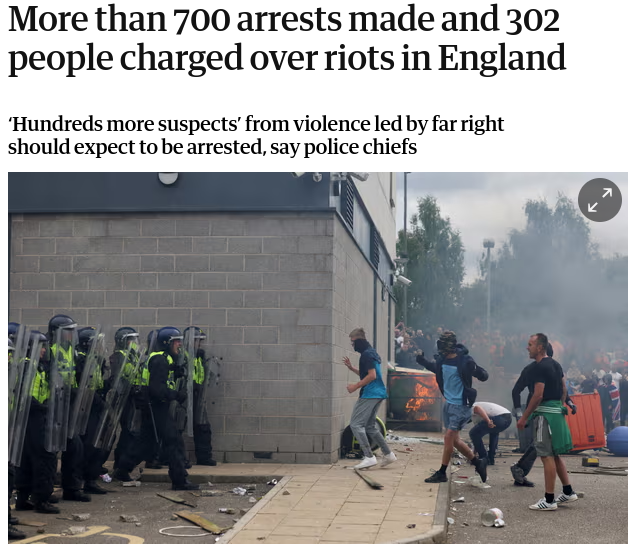 More than 700 arrests made and 302
people charged over riots in England
‘Hundreds more suspects’ from violence led by far right
should expect to be arrested, say police chiefs